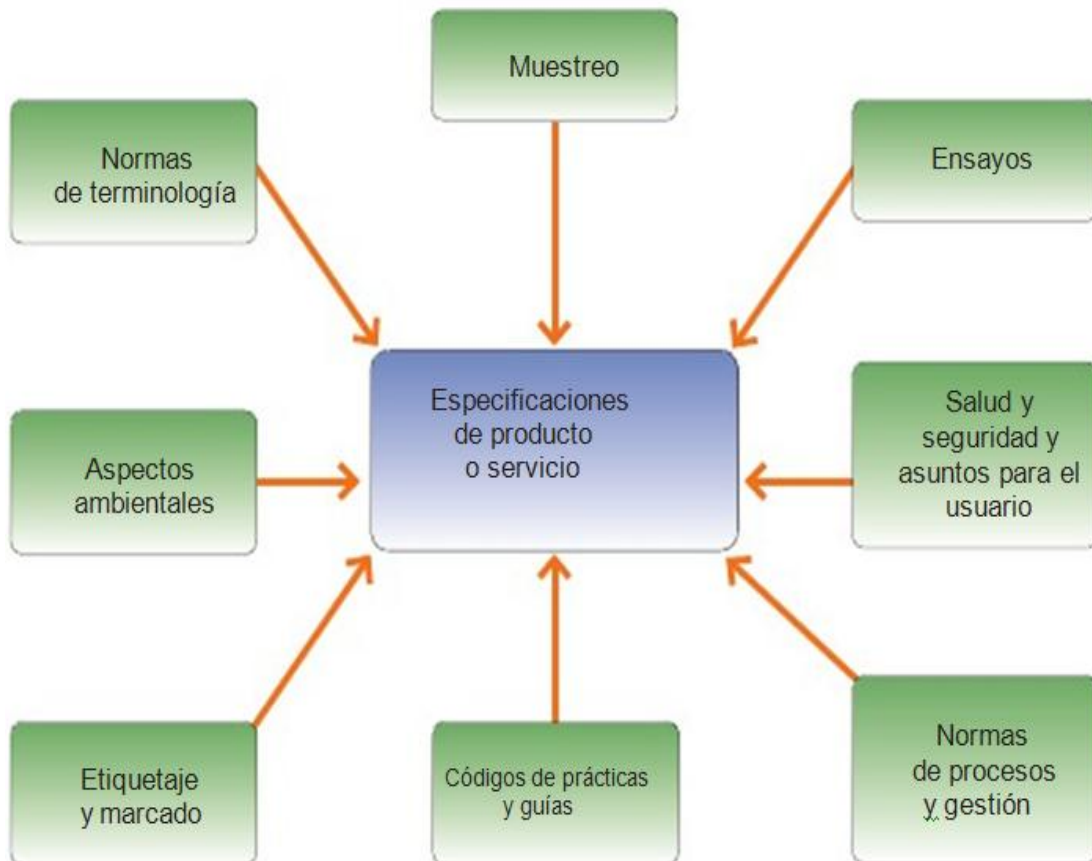 Muestreo
Normas
de terminología
Ensayos
Especificaciones
de producto
o servicio
Salud y
seguridad y
asuntos para el
usuario
Aspectos
ambientales
Etiquetaje
y marcado
Códigos de prácticas
y guías
Normas
de procesos
y gestión